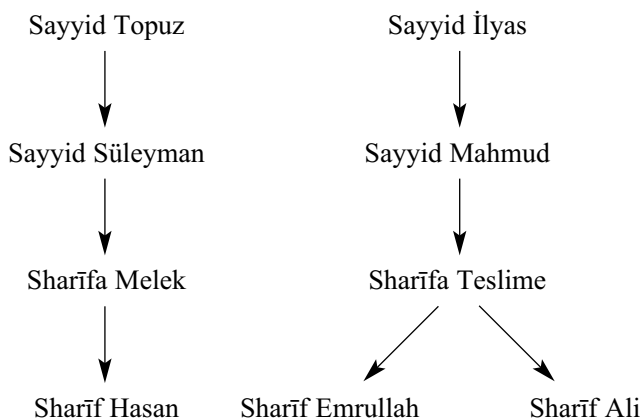 Sayyid Topuz
Sayyid İlyas
Sayyid Süleyman
Sayyid Mahmud
Sharīfa Melek
Sharīfa Teslime
Sharīf Hasan
Sharīf Emrullah
Sharīf Ali